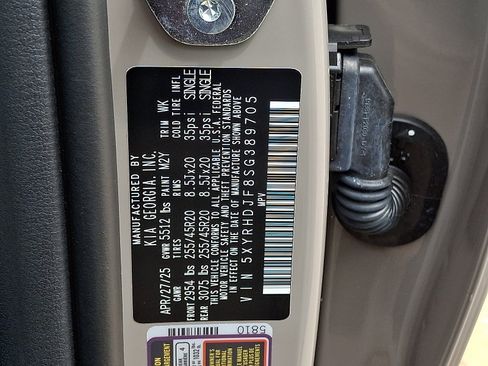 MANUFACTURED BY
KIA GEORGIA, INC.
APR/27/25 GVWR 5512 lbs PAINT M2V TRIM WK
GAWR TIRES RIMS COLD TIRE INFL
FRONT 2954 lbs 255/45R20 8.5Jx20 35psi SINGLE
REAR 3075 lbs 255/45R20 8.5Jx20 35psi SINGLE
THIS VEHICLE CONFORMS TO ALL APPLICABLE U.S.A. FEDERAL
MOTOR VEHICLE SAFETY AND THEFT PREVENTION STANDARDS
IN EFFECT ON THE DATE OF MANUFACTURE SHOWN ABOVE
VIN 5XYRHDJF8SG389705
MPV
5810